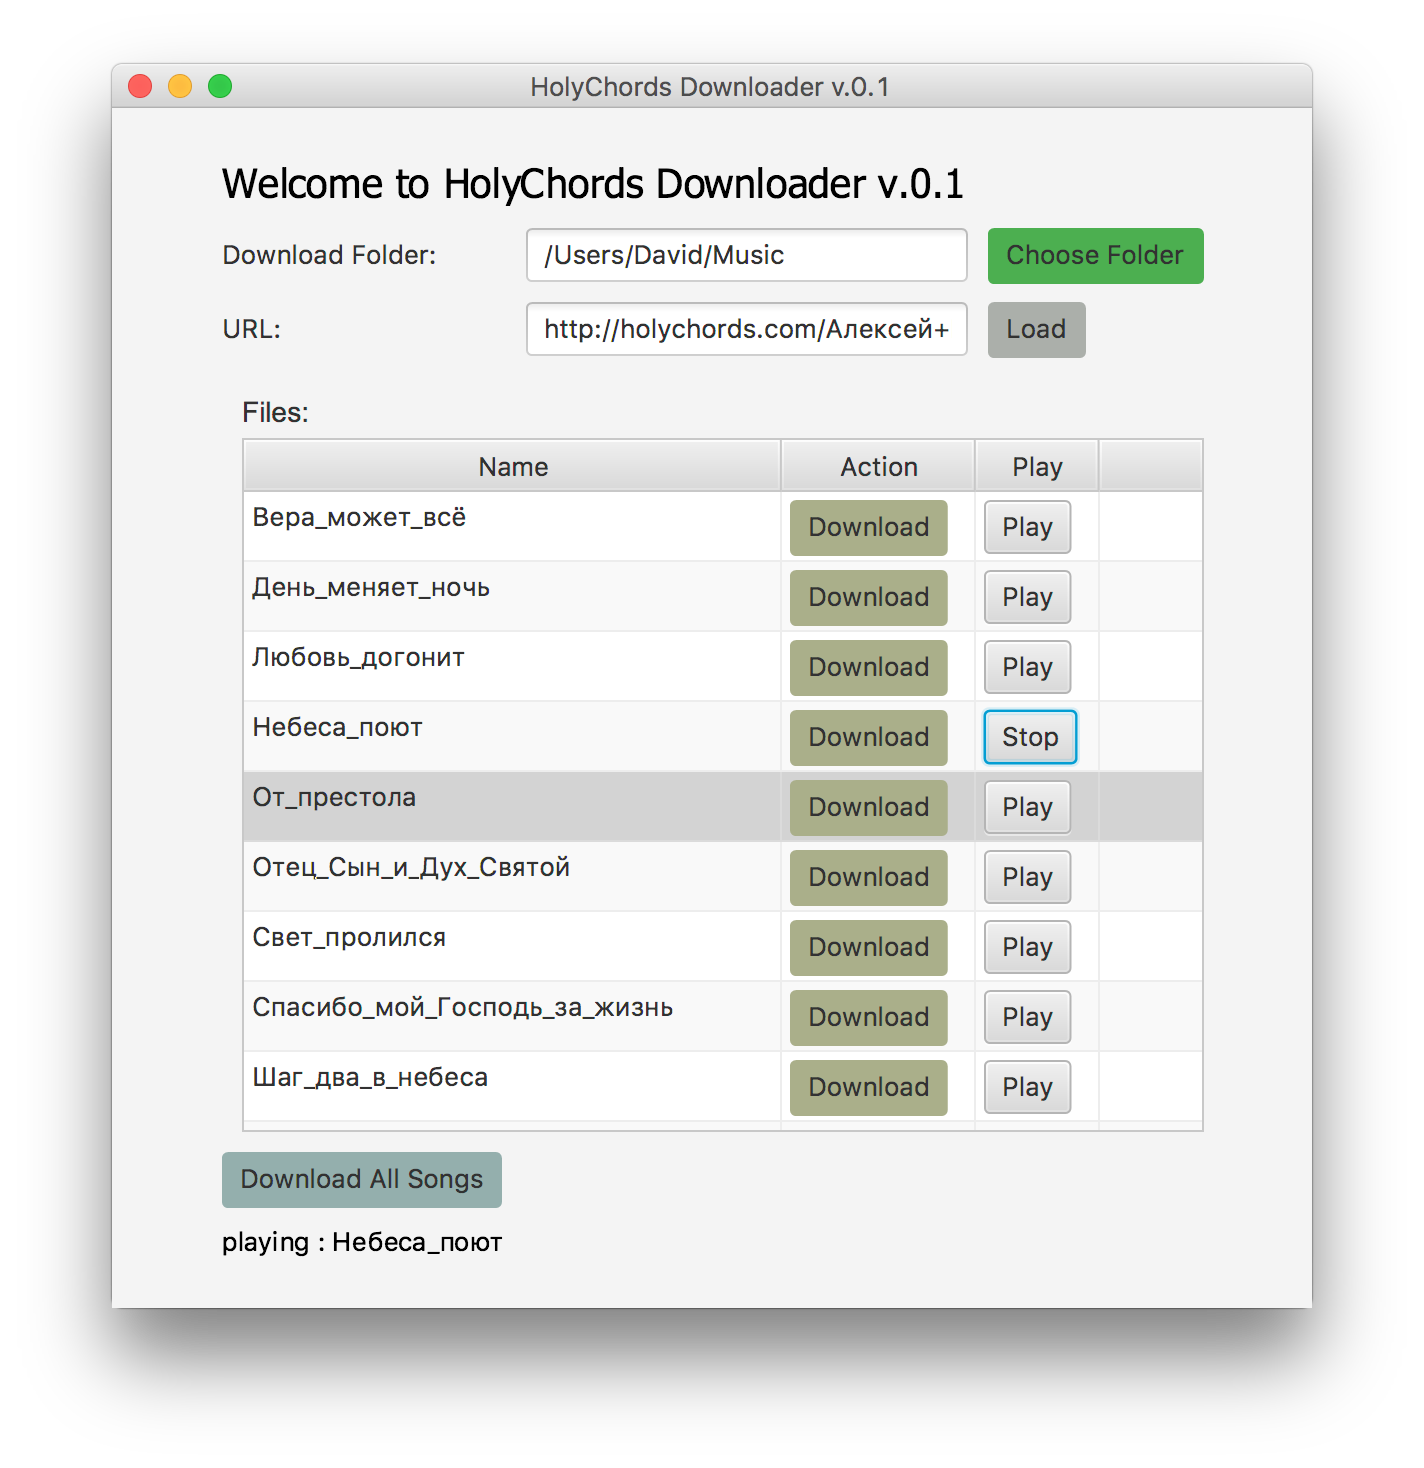 HolyChords Downloader v.0.1
Welcome to HolyChords Downloader v.0.1
Download Folder: /Users/David/Music Choose Folder
URL: http://holychords.com/Алексей+ Load
Files:
Name Action Play
Вера_может_всё Download Play
День_меняет_ночь Download Play
Любовь_догонит Download Play
Небеса_поют Download Stop
От_престола Download Play
Отец_Сын_и_Дух_Святой Download Play
Свет_пролился Download Play
Спасибо_мой_Господь_за_жизнь Download Play
Шаг_два_в_небеса Download Play
Download All Songs
playing : Небеса_поют